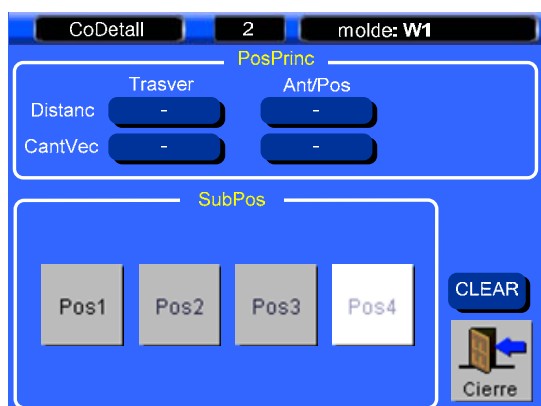 CoDetall 2 molde: W1
PosPrinc
Trasver Ant/Pos
Distanc - -
CantVec - -
SubPos
Pos1 Pos2 Pos3 Pos4
CLEAR
Cierre